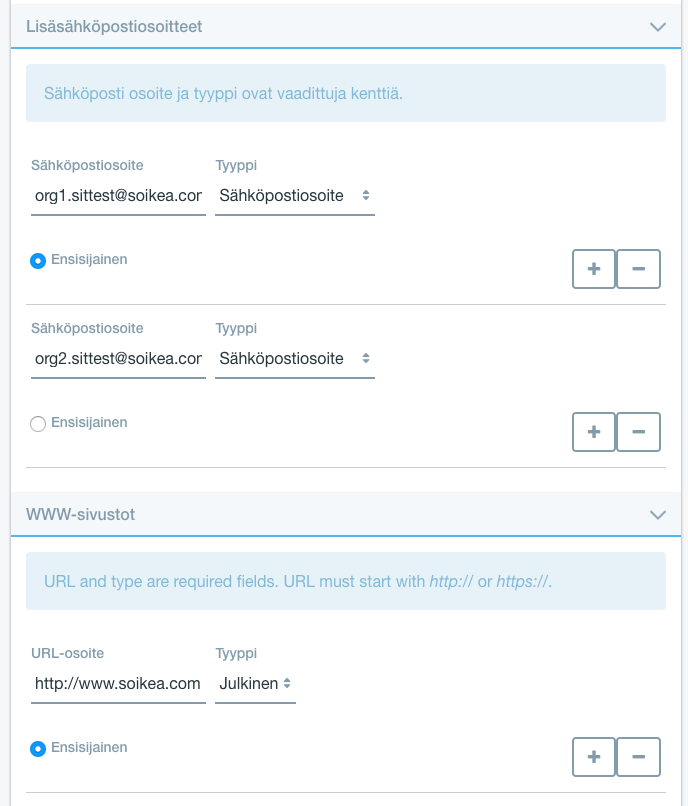 Lisäsähköpostiosoitteet
Sähköposti osoite ja tyyppi ovat vaadittuja kenttiä.
Sähköpostiosoite Tyyppi
org1.sittest@soikea.cor Sähköpostiosoite
Ensisijainen
Sähköpostiosoite Tyyppi
org2.sittest@soikea.cor Sähköpostiosoite
Ensisijainen
WWW-sivustot
URL and type are required fields. URL must start with http:// or https://.
URL-osoite Tyyppi
http://www.soikea.com Julkinen
Ensisijainen